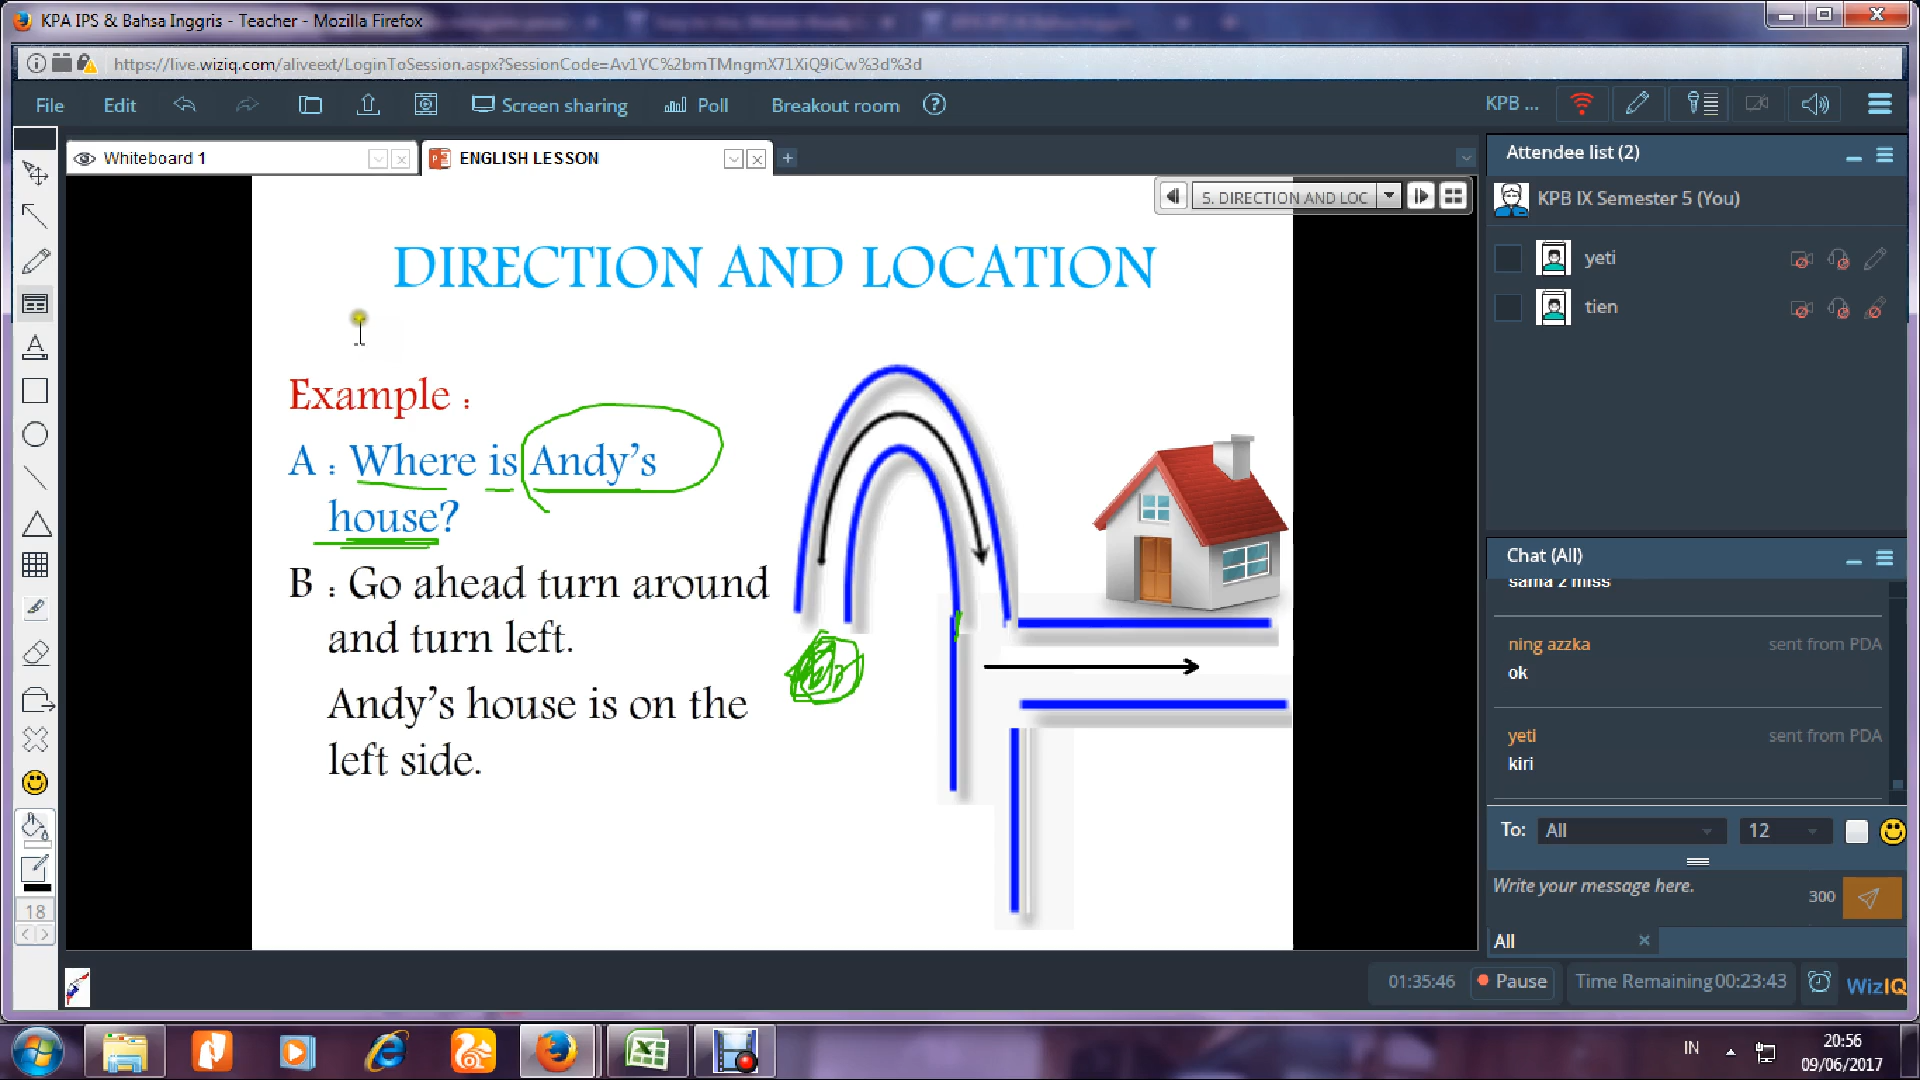 KPA IPS & Bahsa Inggris - Teacher - Mozilla Firefox
https://live.wiziq.com/aliveext/LoginToSession.aspx?SessionCode=Av1YC%2bmTMngmX71XiQ9iCw%3d%3d
File Edit Screen sharing Poll Breakout room KPB ...
Whiteboard 1 ENGLISH LESSON
5. DIRECTION AND LOC
DIRECTION AND LOCATION
Example :
A : Where is Andy's
house?
B : Go ahead turn around
and turn left.
Andy's house is on the
left side.
18
Attendee list (2)
KPB IX Semester 5 (You)
yeti
tien
Chat (All)
sama 2 miss
ning azzka sent from PDA
ok
yeti sent from PDA
kiri
To: All 12
Write your message here. 300
All
01:35:46 Pause Time Remaining 00:23:43 WizIQ
IN 20:56
09/06/2017